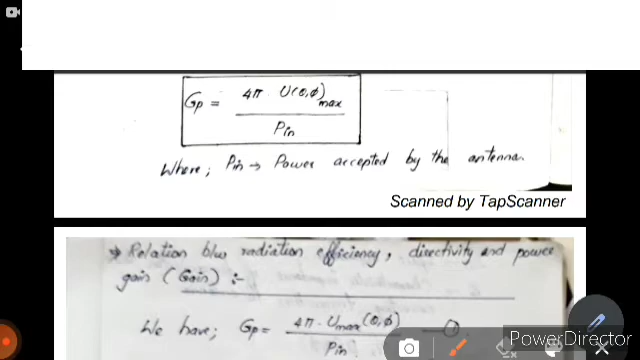 Gp = 4π · U(θ,φ)max / Pin
Where; Pin → Power accepted by the antenna.
Scanned by TapScanner
⇒ Relation b/w radiation efficiency, directivity and power
gain (Gain) :-
We have; Gp = 4π · Umax(θ,φ) / Pin —①
PowerDirector